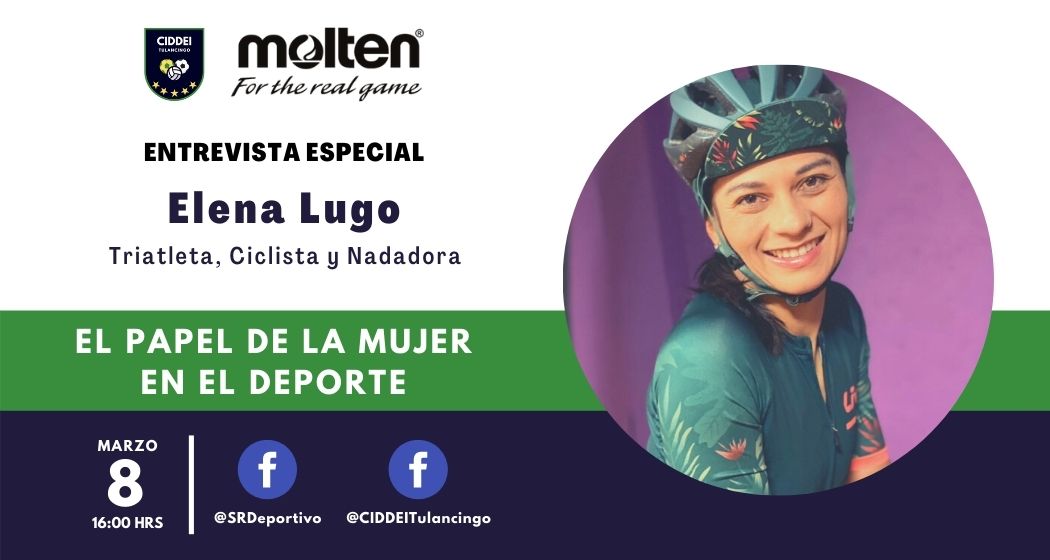 CIDDEI
TULANCINGO
molten®
For the real game
ENTREVISTA ESPECIAL
Elena Lugo
Triatleta, Ciclista y Nadadora
EL PAPEL DE LA MUJER
EN EL DEPORTE
MARZO
8
16:00 HRS
@SRDeportivo
@CIDDEITulancingo